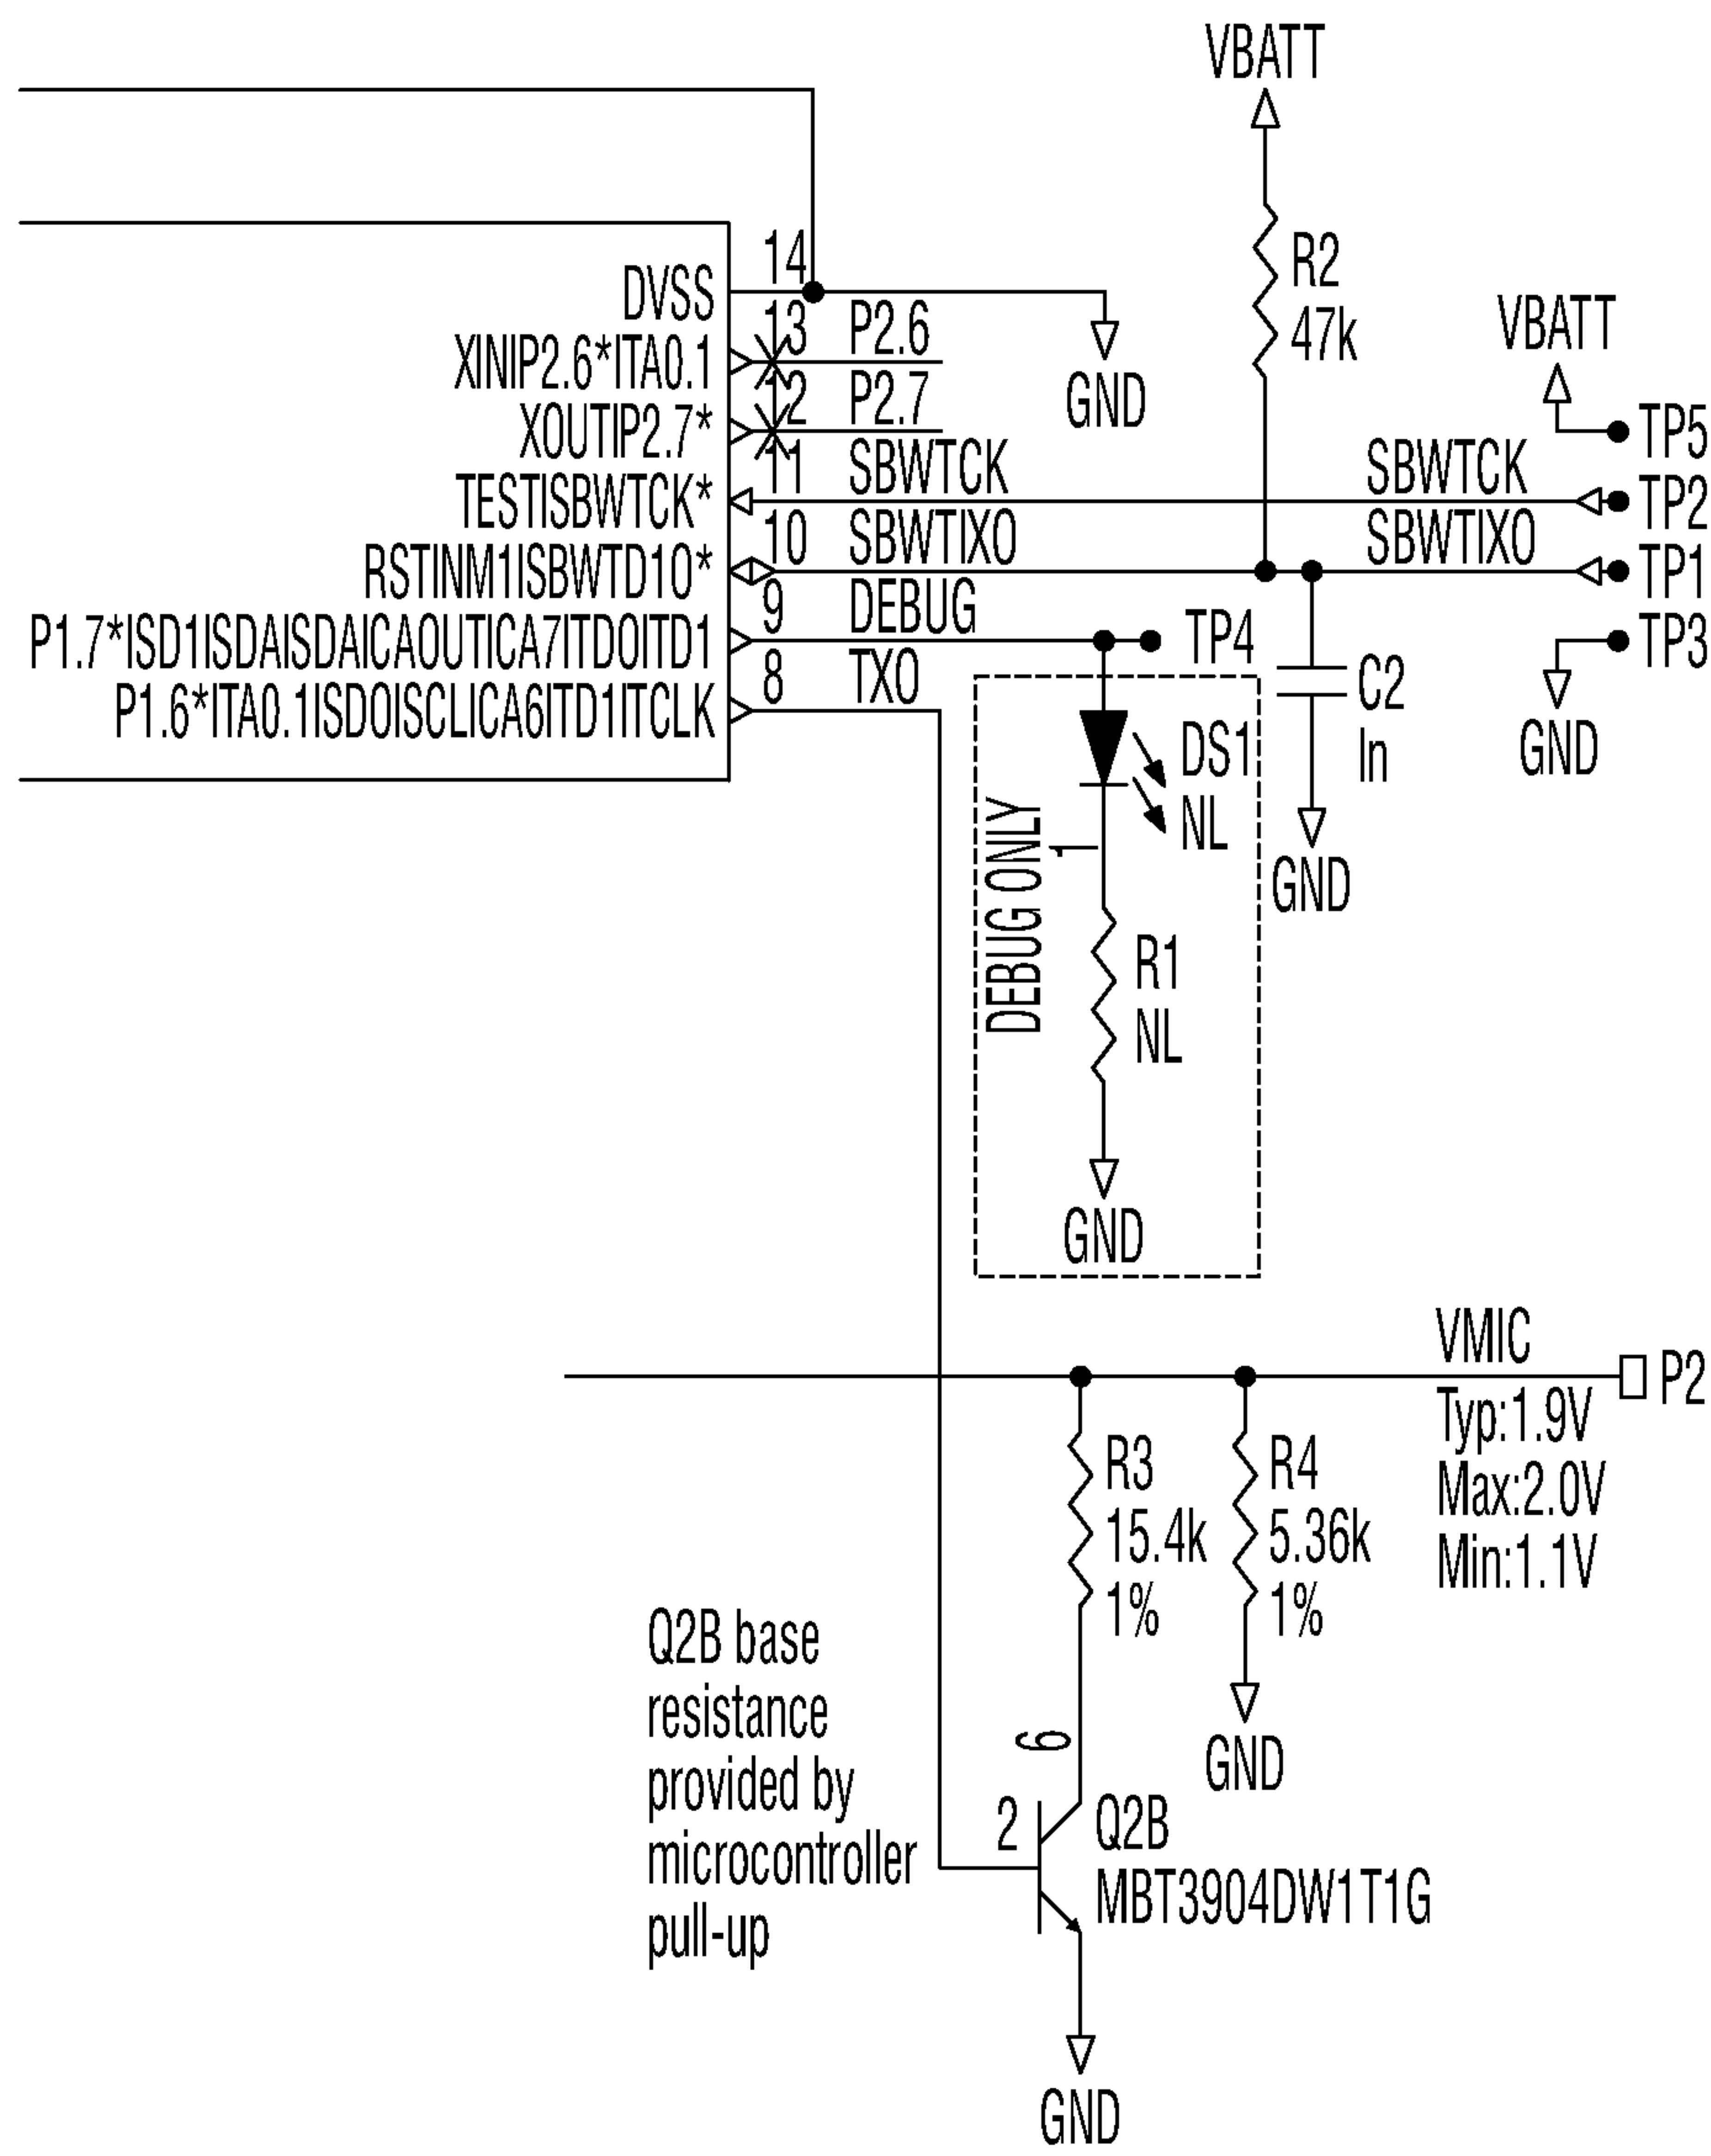 VBATT
R2
47k
VBATT
14
DVSS
13
P2.6
XINIP2.6*ITA0.1
GND
12
P2.7
XOUTIP2.7*
TP5
11
SBWTCK
SBWTCK
TESTISBWTCK*
TP2
10
SBWTIXO
SBWTIXO
RSTINM1ISBWTD1O*
TP1
9
DEBUG
P1.7*ISD1ISDAISDAICAOUTICA7ITDOITD1
TP4
TP3
8
TXO
P1.6*ITA0.1ISDOISCLICA6ITD1ITCLK
C2
In
GND
GND
DS1
NL
DEBUG ONLY
1
R1
NL
GND
VMIC
P2
Typ:1.9V
Max:2.0V
Min:1.1V
R3
15.4k
1%
R4
5.36k
1%
GND
Q2B base
resistance
provided by
microcontroller
pull-up
6
2
Q2B
MBT3904DW1T1G
GND